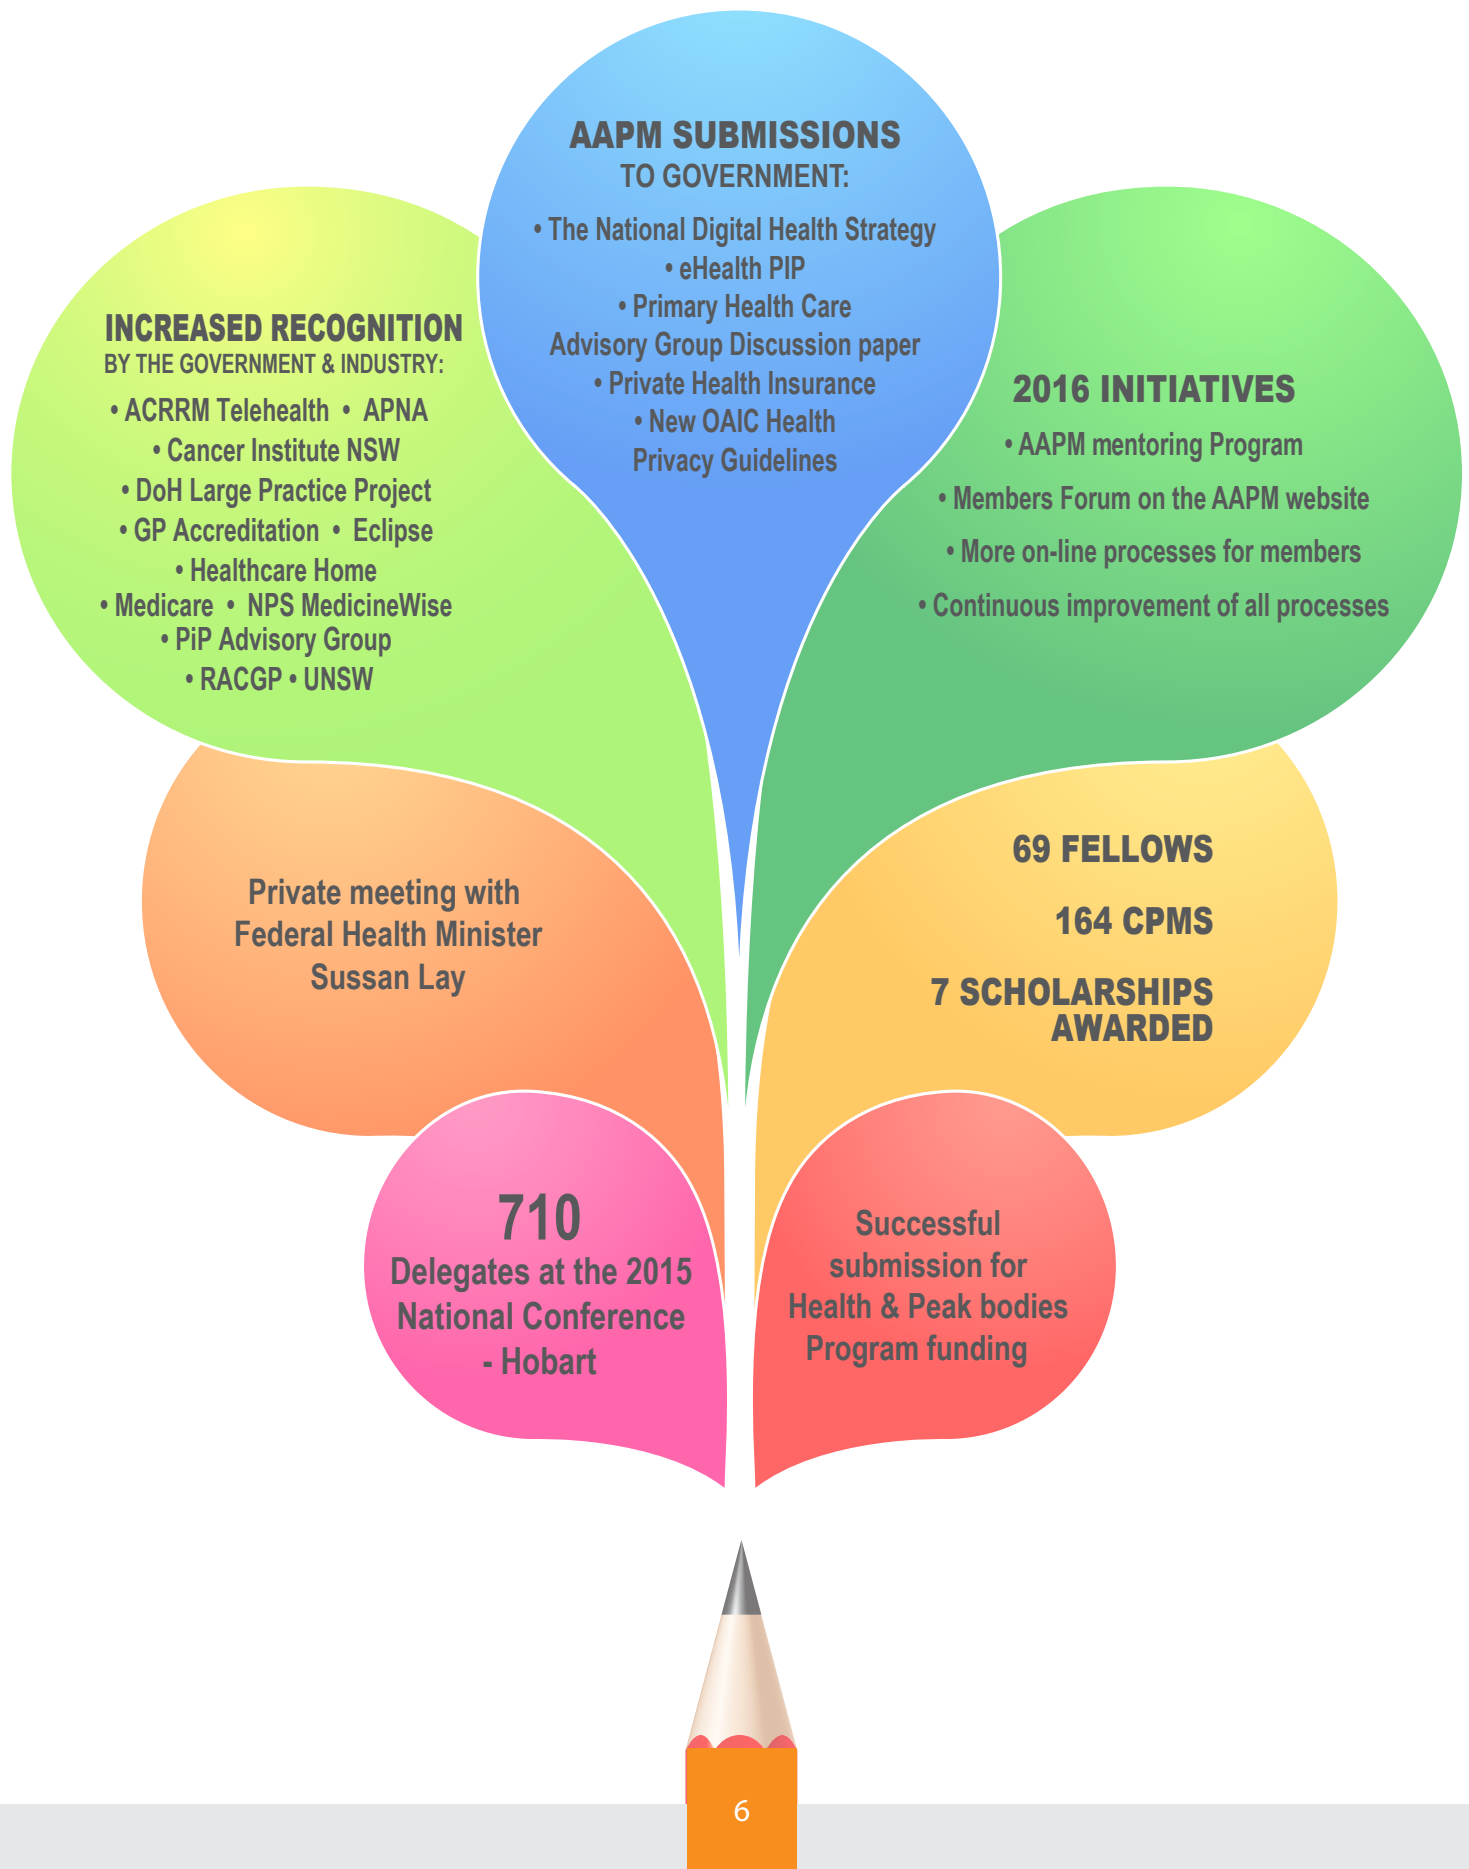 AAPM SUBMISSIONS
TO GOVERNMENT:
• The National Digital Health Strategy
• eHealth PIP
• Primary Health Care
Advisory Group Discussion paper
• Private Health Insurance
• New OAIC Health
Privacy Guidelines
INCREASED RECOGNITION
BY THE GOVERNMENT & INDUSTRY:
• ACRRM Telehealth • APNA
• Cancer Institute NSW
• DoH Large Practice Project
• GP Accreditation • Eclipse
• Healthcare Home
• Medicare • NPS MedicineWise
• PiP Advisory Group
• RACGP • UNSW
2016 INITIATIVES
• AAPM mentoring Program
• Members Forum on the AAPM website
• More on-line processes for members
• Continuous improvement of all processes
Private meeting with
Federal Health Minister
Sussan Lay
69 FELLOWS
164 CPMS
7 SCHOLARSHIPS
AWARDED
710
Delegates at the 2015
National Conference
- Hobart
Successful
submission for
Health & Peak bodies
Program funding
6